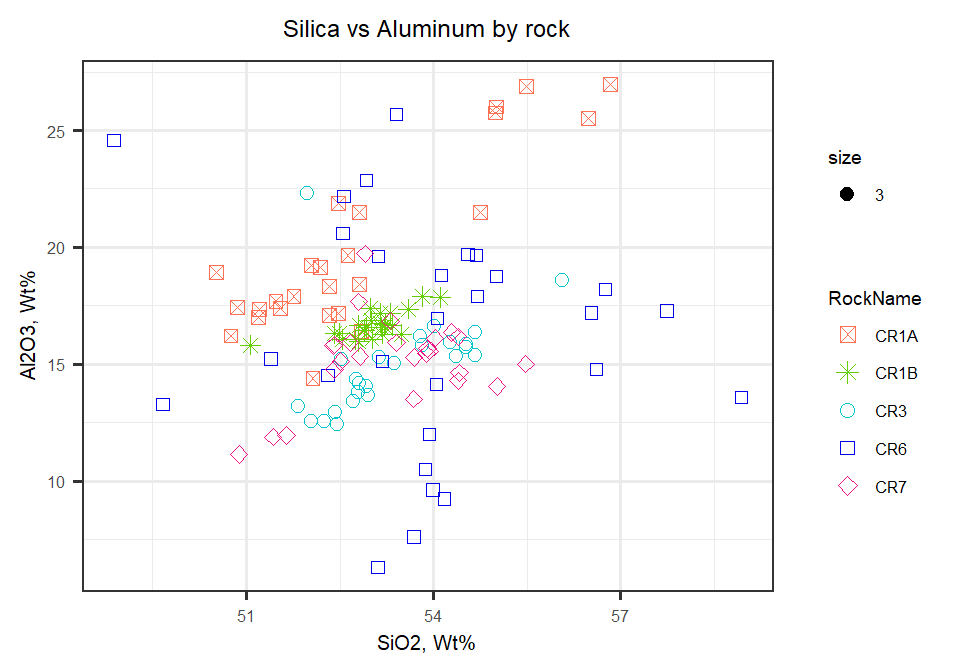 Silica vs Aluminum by rock
25
20
15
10
Al2O3, Wt%
51
54
57
SiO2, Wt%
size
3
RockName
CR1A
CR1B
CR3
CR6
CR7